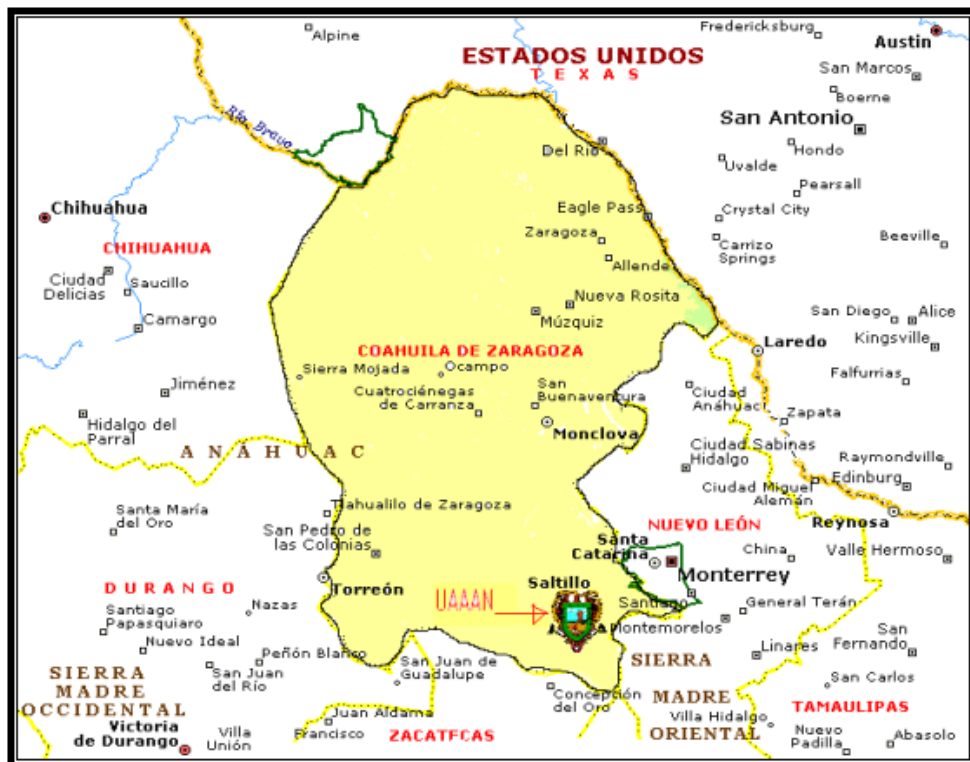 Alpine
Fredericksburg
Austin
ESTADOS UNIDOS
TEXAS
San Marcos
Boerne
Río Bravo
San Antonio
Del Río
Hondo
Uvalde
Pearsall
Chihuahua
Eagle Pass
Crystal City
Zaragoza
Carrizo
Springs
Beeville
CHIHUAHUA
Allende
Ciudad
Delicias
Saucillo
Nueva Rosita
Múzquiz
San Diego
Alice
Camargo
Kingsville
Laredo
COAHUILA DE ZARAGOZA
Sierra Mojada
Ocampo
Falfurrias
Jiménez
Cuatrociénegas
de Carranza
San
Buenaventura
Ciudad
Anáhuac
Zapata
Hidalgo del
Parral
Monclova
ANÁHUAC
Ciudad Sabinas
Hidalgo
Raymondville
Edinburg
Ciudad Miguel
Alemán
Santa María
del Oro
Tlahualilo de Zaragoza
San Pedro de
las Colonias
NUEVO LEÓN
Reynosa
Santa
Catarina
China
Valle Hermoso
Monterrey
Torreón
UAAAN
Saltillo
DURANGO
Santiago
Papasquiaro
Nazas
Santiago
General Terán
Montemorelos
Nuevo Ideal
Peñón Blanco
San Juan de
Guadalupe
San Juan
del Río
SIERRA
Linares
San
Fernando
SIERRA
MADRE
OCCIDENTAL
Concepción
del Oro
MADRE
ORIENTAL
San Carlos
TAMAULIPAS
Victoria
de Durango
Villa
Unión
Juan Aldama
Francisco
ZACATECAS
Villa Hidalgo
Nuevo
Padilla
Abasolo